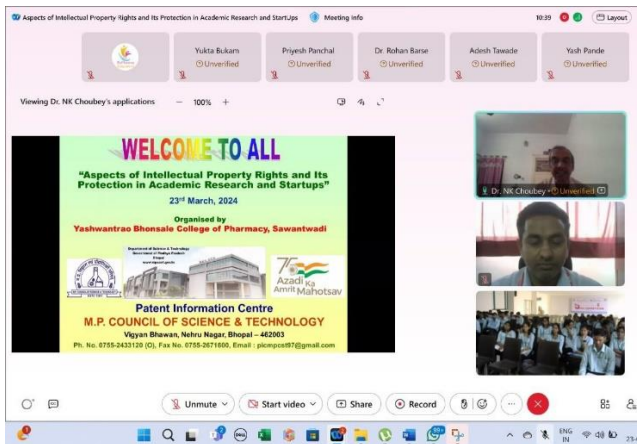 Aspects of Intellectual Property Rights and Its Protection in Academic Research and StartUps
Meeting info
10:39
Layout
Yukta Bukam
Unverified
Priyesh Panchal
Unverified
Dr. Rohan Barse
Unverified
Adesh Tawade
Unverified
Yash Pande
Unverified
Viewing Dr. NK Choubey's applications
100%
WELCOME TO ALL
“Aspects of Intellectual Property Rights and Its
Protection in Academic Research and Startups”
23rd March, 2024
Organised by
Yashwantrao Bhonsale College of Pharmacy, Sawantwadi
Azadi Ka
Amrit Mahotsav
Patent Information Centre
M.P. COUNCIL OF SCIENCE & TECHNOLOGY
Vigyan Bhawan, Nehru Nagar, Bhopal – 462003
Ph. No. 0755-2433120 (O), Fax No. 0755-2671600, Email : picmpcst97@gmail.com
Dr. NK Choubey
Unverified
Unmute
Start video
Share
Record
99+
ENG
IN